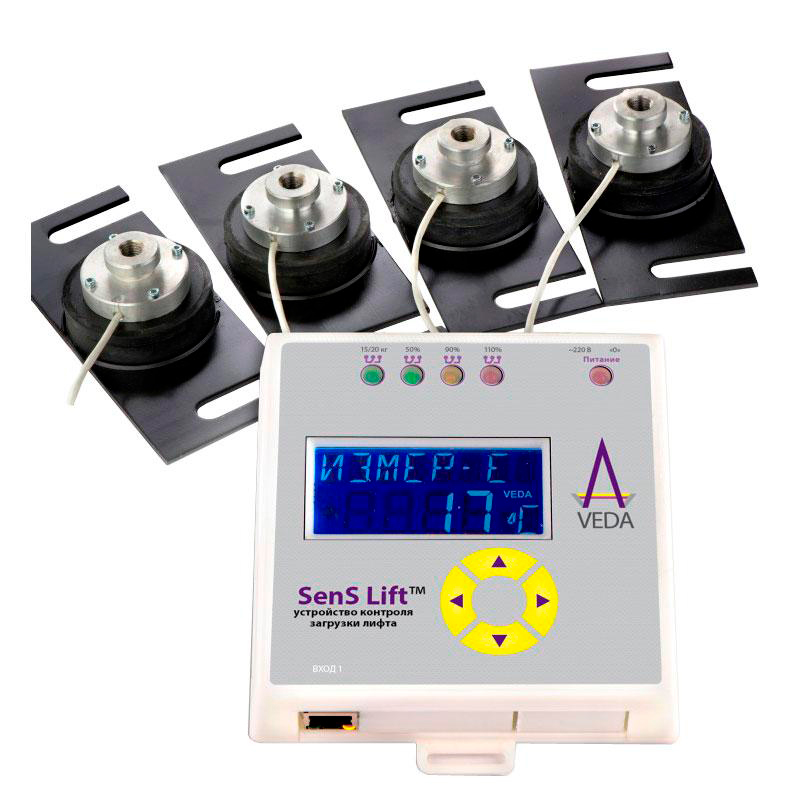 15/20 кг 50% 90% 110% ~220 В «0»
Питание
ИЗМЕР-Е
VEDA
17
VEDA
SenS Lift™
устройство контроля
загрузки лифта
ВХОД 1